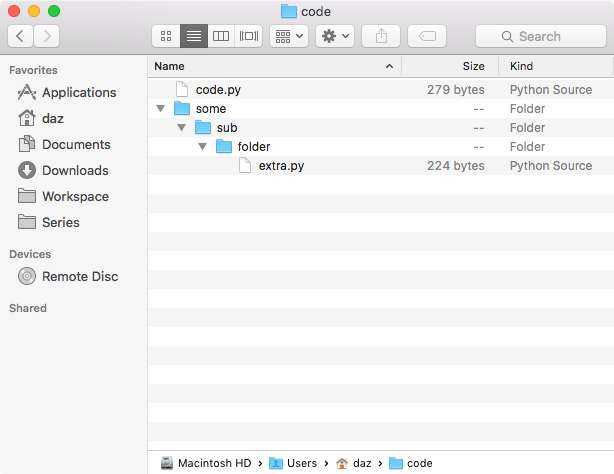 code
Search
Favorites
Applications
daz
Documents
Downloads
Workspace
Series
Devices
Remote Disc
Shared
Name Size Kind
code.py 279 bytes Python Source
some -- Folder
sub -- Folder
folder -- Folder
extra.py 224 bytes Python Source
Macintosh HD › Users › daz › code